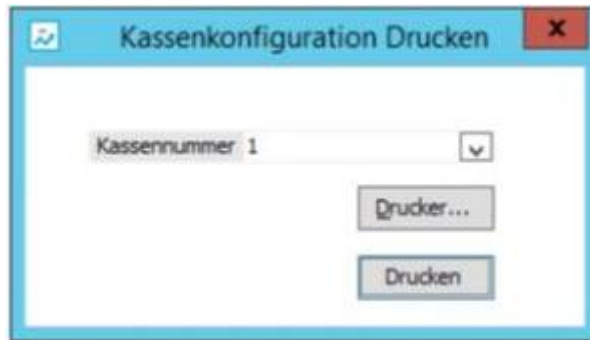 Kassenkonfiguration Drucken
Kassennummer 1
Drucker...
Drucken